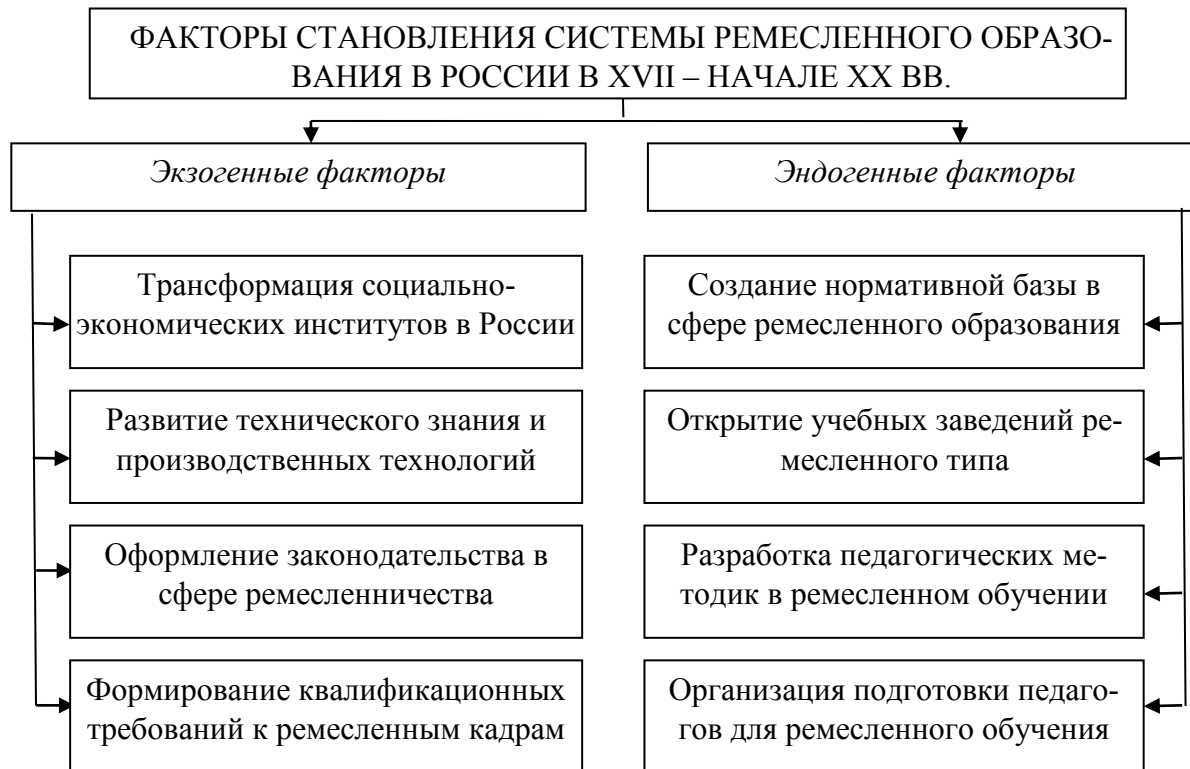 ФАКТОРЫ СТАНОВЛЕНИЯ СИСТЕМЫ РЕМЕСЛЕННОГО ОБРАЗО-
ВАНИЯ В РОССИИ В XVII – НАЧАЛЕ XX ВВ.
Экзогенные факторы
Трансформация социально-
экономических институтов в России
Развитие технического знания и
производственных технологий
Оформление законодательства в
сфере ремесленничества
Формирование квалификационных
требований к ремесленным кадрам
Эндогенные факторы
Создание нормативной базы в
сфере ремесленного образования
Открытие учебных заведений ре-
месленного типа
Разработка педагогических ме-
тодик в ремесленном обучении
Организация подготовки педаго-
гов для ремесленного обучения